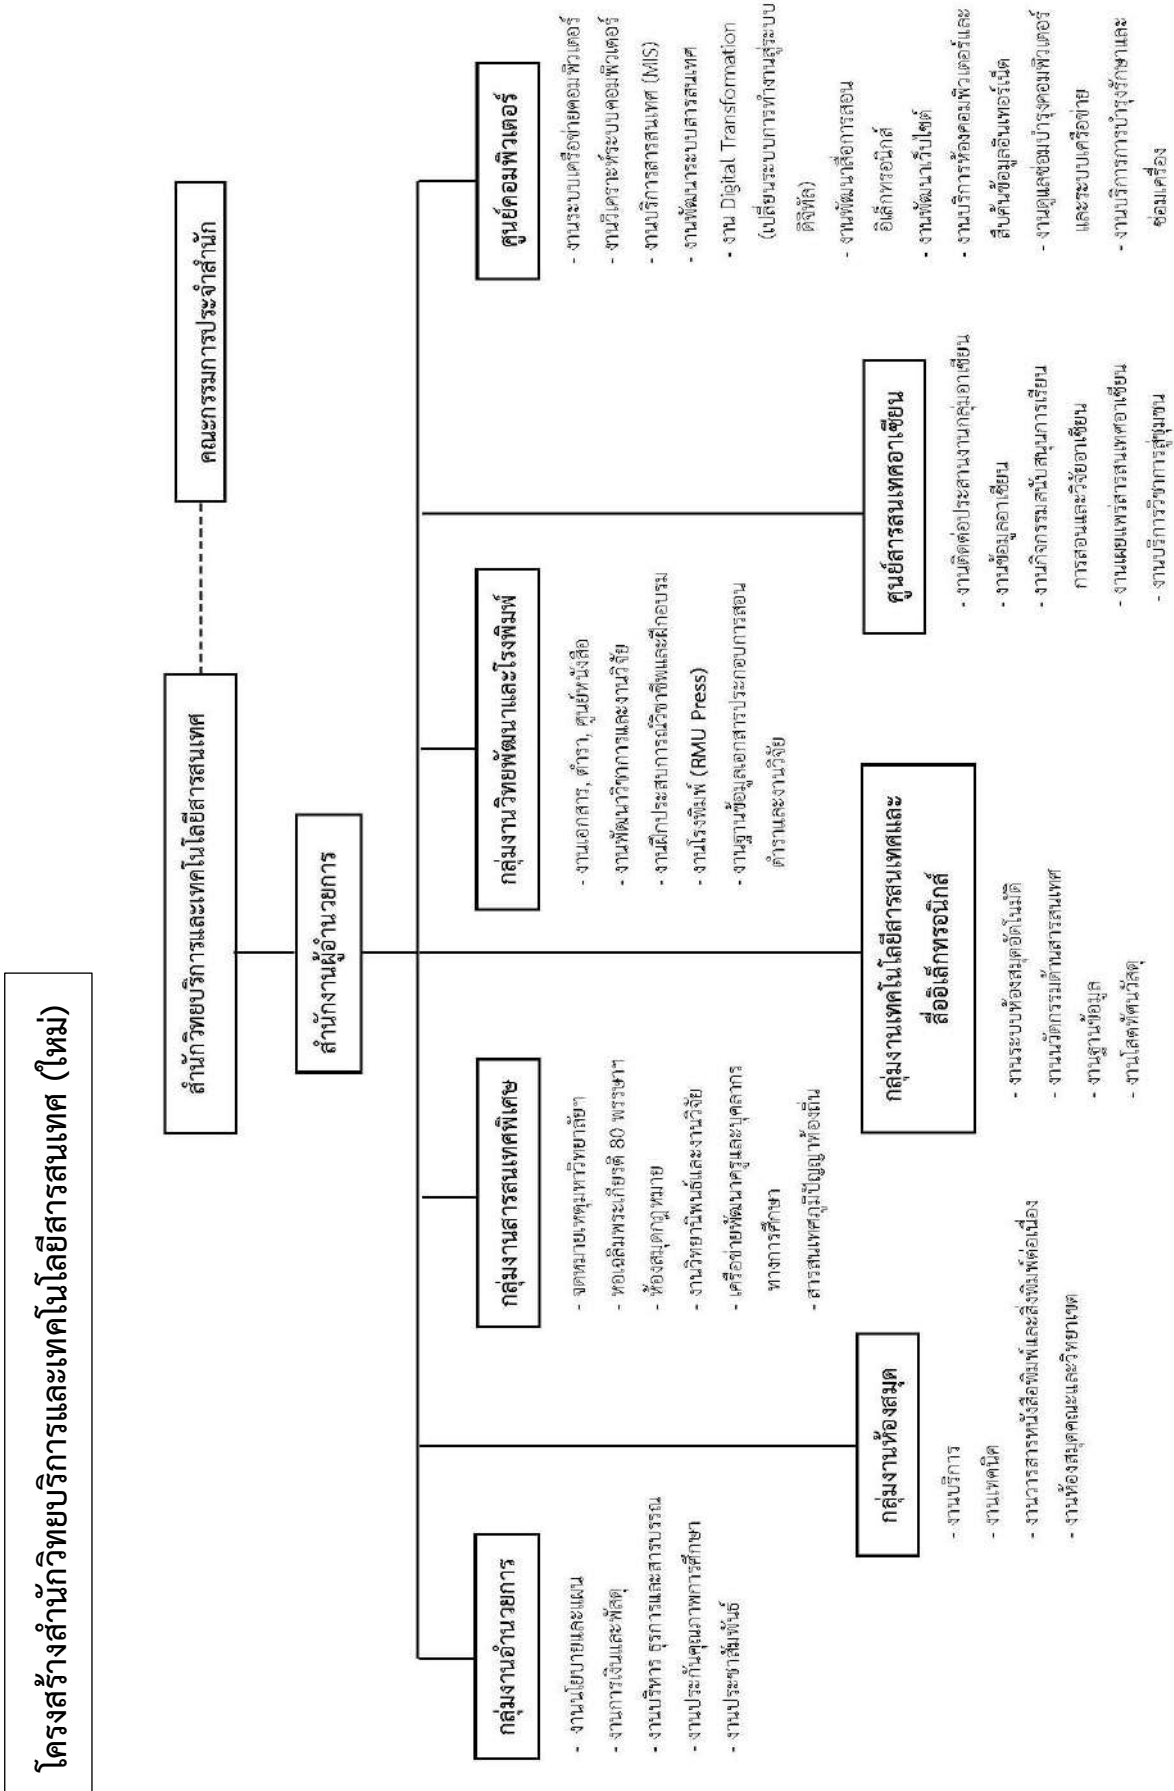 โครงสร้างสำนักวิทยบริการและเทคโนโลยีสารสนเทศ (ใหม่)
สำนักวิทยบริการและเทคโนโลยีสารสนเทศ
คณะกรรมการประจำสำนัก
สำนักงานผู้อำนวยการ
กลุ่มงานอำนวยการ
- งานนโยบายและแผน
- งานการเงินและพัสดุ
- งานบริหาร ธุรการและสารบรรณ
- งานประกันคุณภาพการศึกษา
- งานประชาสัมพันธ์
กลุ่มงานห้องสมุด
- งานบริการ
- งานเทคนิค
- งานวารสารหนังสือพิมพ์และสิ่งพิมพ์ต่อเนื่อง
- งานห้องสมุดคณะและวิทยาเขต
กลุ่มงานสารสนเทศพิเศษ
- จดหมายเหตุมหาวิทยาลัยฯ
- หอเฉลิมพระเกียรติ 80 พรรษาฯ
- ห้องสมุดกฎหมาย
- งานวิทยานิพนธ์และงานวิจัย
- เครือข่ายพัฒนาครูและบุคลากร
ทางการศึกษา
- สารสนเทศภูมิปัญญาท้องถิ่น
กลุ่มงานเทคโนโลยีสารสนเทศและ
สื่ออิเล็กทรอนิกส์
- งานระบบห้องสมุดอัตโนมัติ
- งานนวัตกรรมด้านสารสนเทศ
- งานฐานข้อมูล
- งานโสตทัศนวัสดุ
กลุ่มงานวิทยพัฒนาและโรงพิมพ์
- งานเอกสาร, ตำรา, ศูนย์หนังสือ
- งานพัฒนาวิชาการและงานวิจัย
- งานฝึกประสบการณ์วิชาชีพและฝึกอบรม
- งานโรงพิมพ์ (RMU Press)
- งานฐานข้อมูลเอกสารประกอบการสอน
ตำราและงานวิจัย
ศูนย์สารสนเทศอาเซียน
- งานติดต่อประสานงานกลุ่มอาเซียน
- งานข้อมูลอาเซียน
- งานกิจกรรมสนับสนุนการเรียน
การสอนและวิจัยอาเซียน
- งานเผยแพร่สารสนเทศอาเซียน
- งานบริการวิชาการสู่ชุมชน
ศูนย์คอมพิวเตอร์
- งานระบบเครือข่ายคอมพิวเตอร์
- งานวิเคราะห์ระบบคอมพิวเตอร์
- งานบริการสารสนเทศ (MIS)
- งานพัฒนาระบบสารสนเทศ
- งาน Digital Transformation
(เปลี่ยนระบบการทำงานสู่ระบบ
ดิจิทัล)
- งานพัฒนาสื่อการสอน
อิเล็กทรอนิกส์
- งานพัฒนาเว็บไซต์
- งานบริการห้องคอมพิวเตอร์และ
สืบค้นข้อมูลอินเทอร์เน็ต
- งานดูแลซ่อมบำรุงคอมพิวเตอร์
และระบบเครือข่าย
- งานบริการการบำรุงรักษาและ
ซ่อมเครื่อง